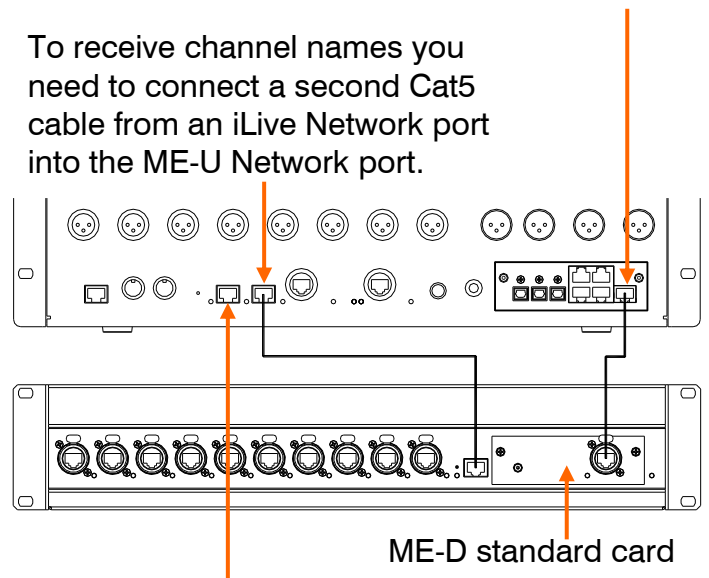 To receive channel names you
need to connect a second Cat5
cable from an iLive Network port
into the ME-U Network port.
ME-D standard card